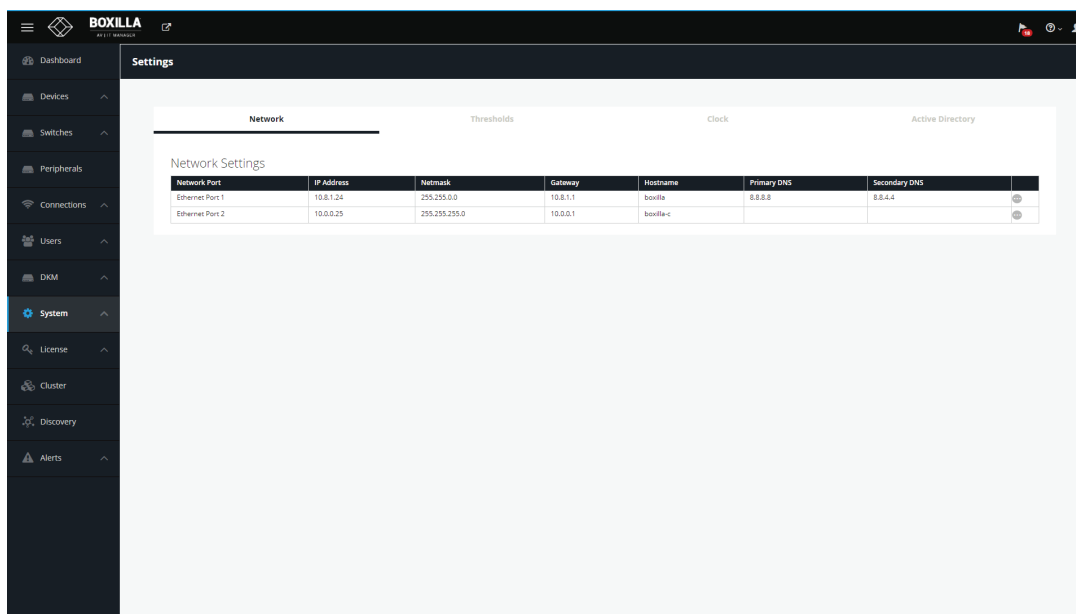 BOXILLA
AV | IT MANAGER
18
Dashboard
Settings
Devices
Switches
Peripherals
Connections
Users
DKM
System
License
Cluster
Discovery
Alerts
Network Thresholds Clock Active Directory
Network Settings
Network Port IP Address Netmask Gateway Hostname Primary DNS Secondary DNS
Ethernet Port 1 10.8.1.24 255.255.0.0 10.8.1.1 boxilla 8.8.8.8 8.8.4.4
Ethernet Port 2 10.0.0.25 255.255.255.0 10.0.0.1 boxilla-c